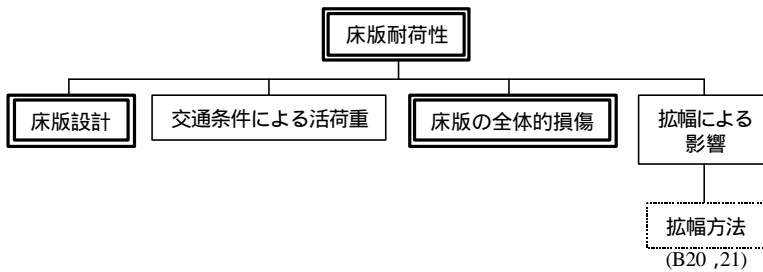 床版耐荷性
床版設計
交通条件による活荷重
床版の全体的損傷
拡幅による
影響
拡幅方法
(B20 ,21)